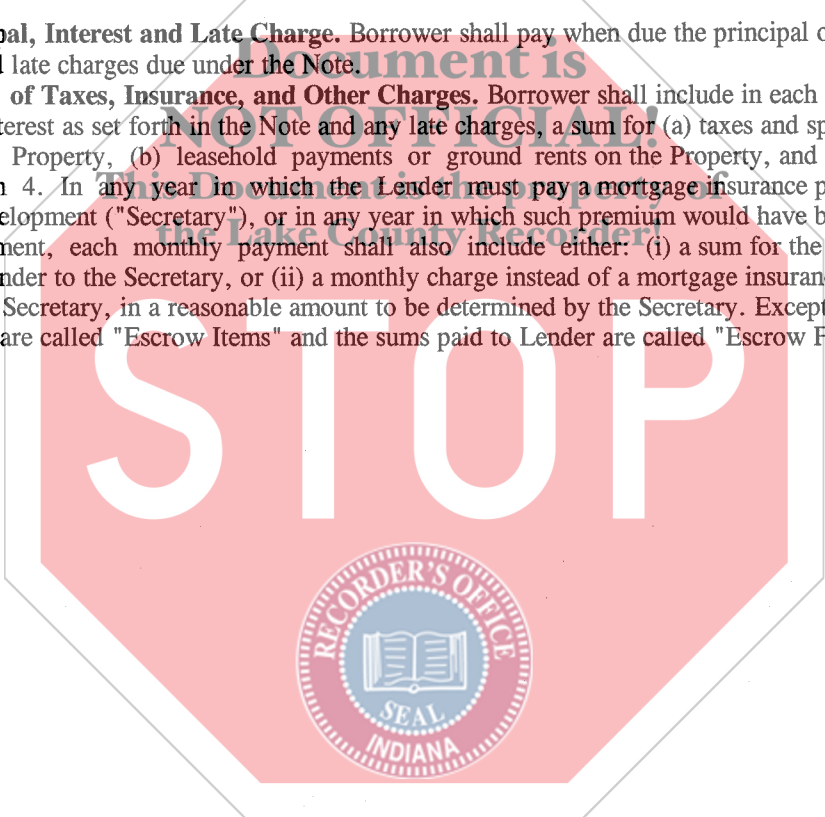 pal, Interest and Late Charge. Borrower shall pay when due the principal o
late charges due under the Note.
of Taxes, Insurance, and Other Charges. Borrower shall include in each
terest as set forth in the Note and any late charges, a sum for (a) taxes and sp
Property, (b) leasehold payments or ground rents on the Property, and
4. In any year in which the Lender must pay a mortgage insurance p
elopment ("Secretary"), or in any year in which such premium would have b
ment, each monthly payment shall also include either: (i) a sum for the
nder to the Secretary, or (ii) a monthly charge instead of a mortgage insuran
Secretary, in a reasonable amount to be determined by the Secretary. Except
are called "Escrow Items" and the sums paid to Lender are called "Escrow F
Document is
NOT OFFICIAL!
This Document is the property of
the Lake County Recorder!
STOP
RECORDER'S OFFICE
SEAL
INDIANA